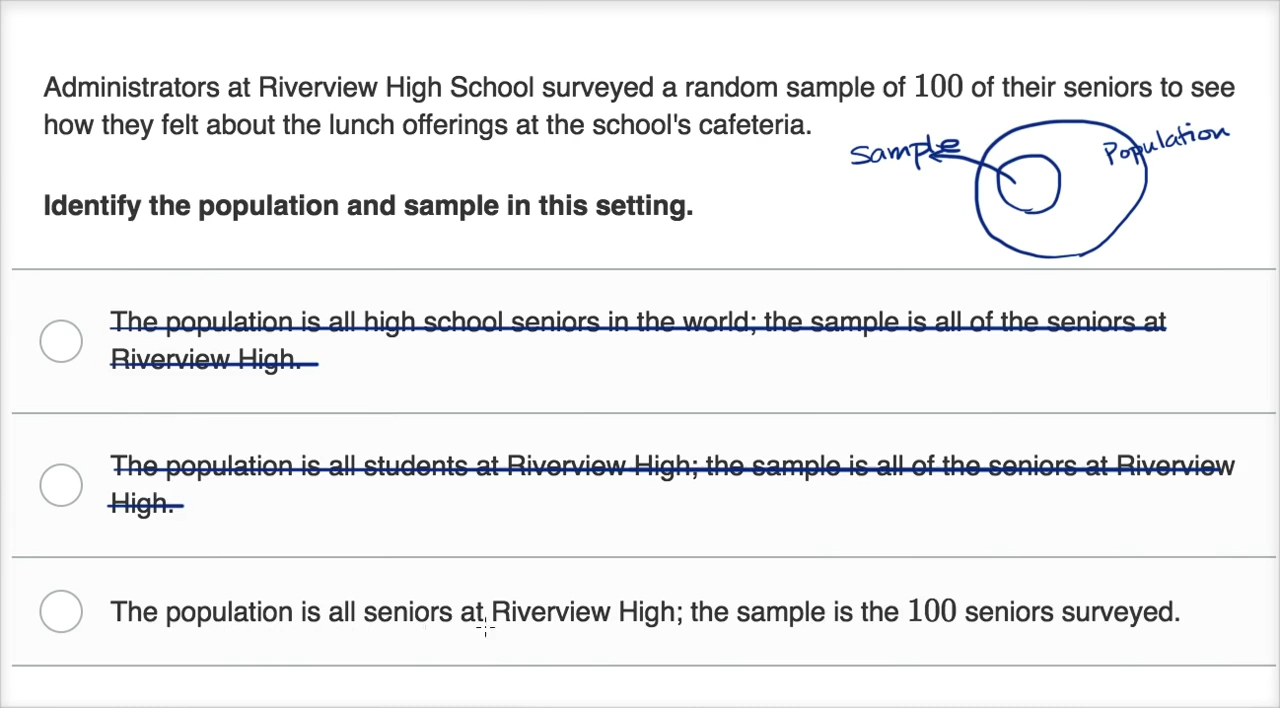 Administrators at Riverview High School surveyed a random sample of 100 of their seniors to see
how they felt about the lunch offerings at the school's cafeteria.
Sample
Population
Identify the population and sample in this setting.
The population is all high school seniors in the world; the sample is all of the seniors at
Riverview High.
The population is all students at Riverview High; the sample is all of the seniors at Riverview
High.
The population is all seniors at Riverview High; the sample is the 100 seniors surveyed.